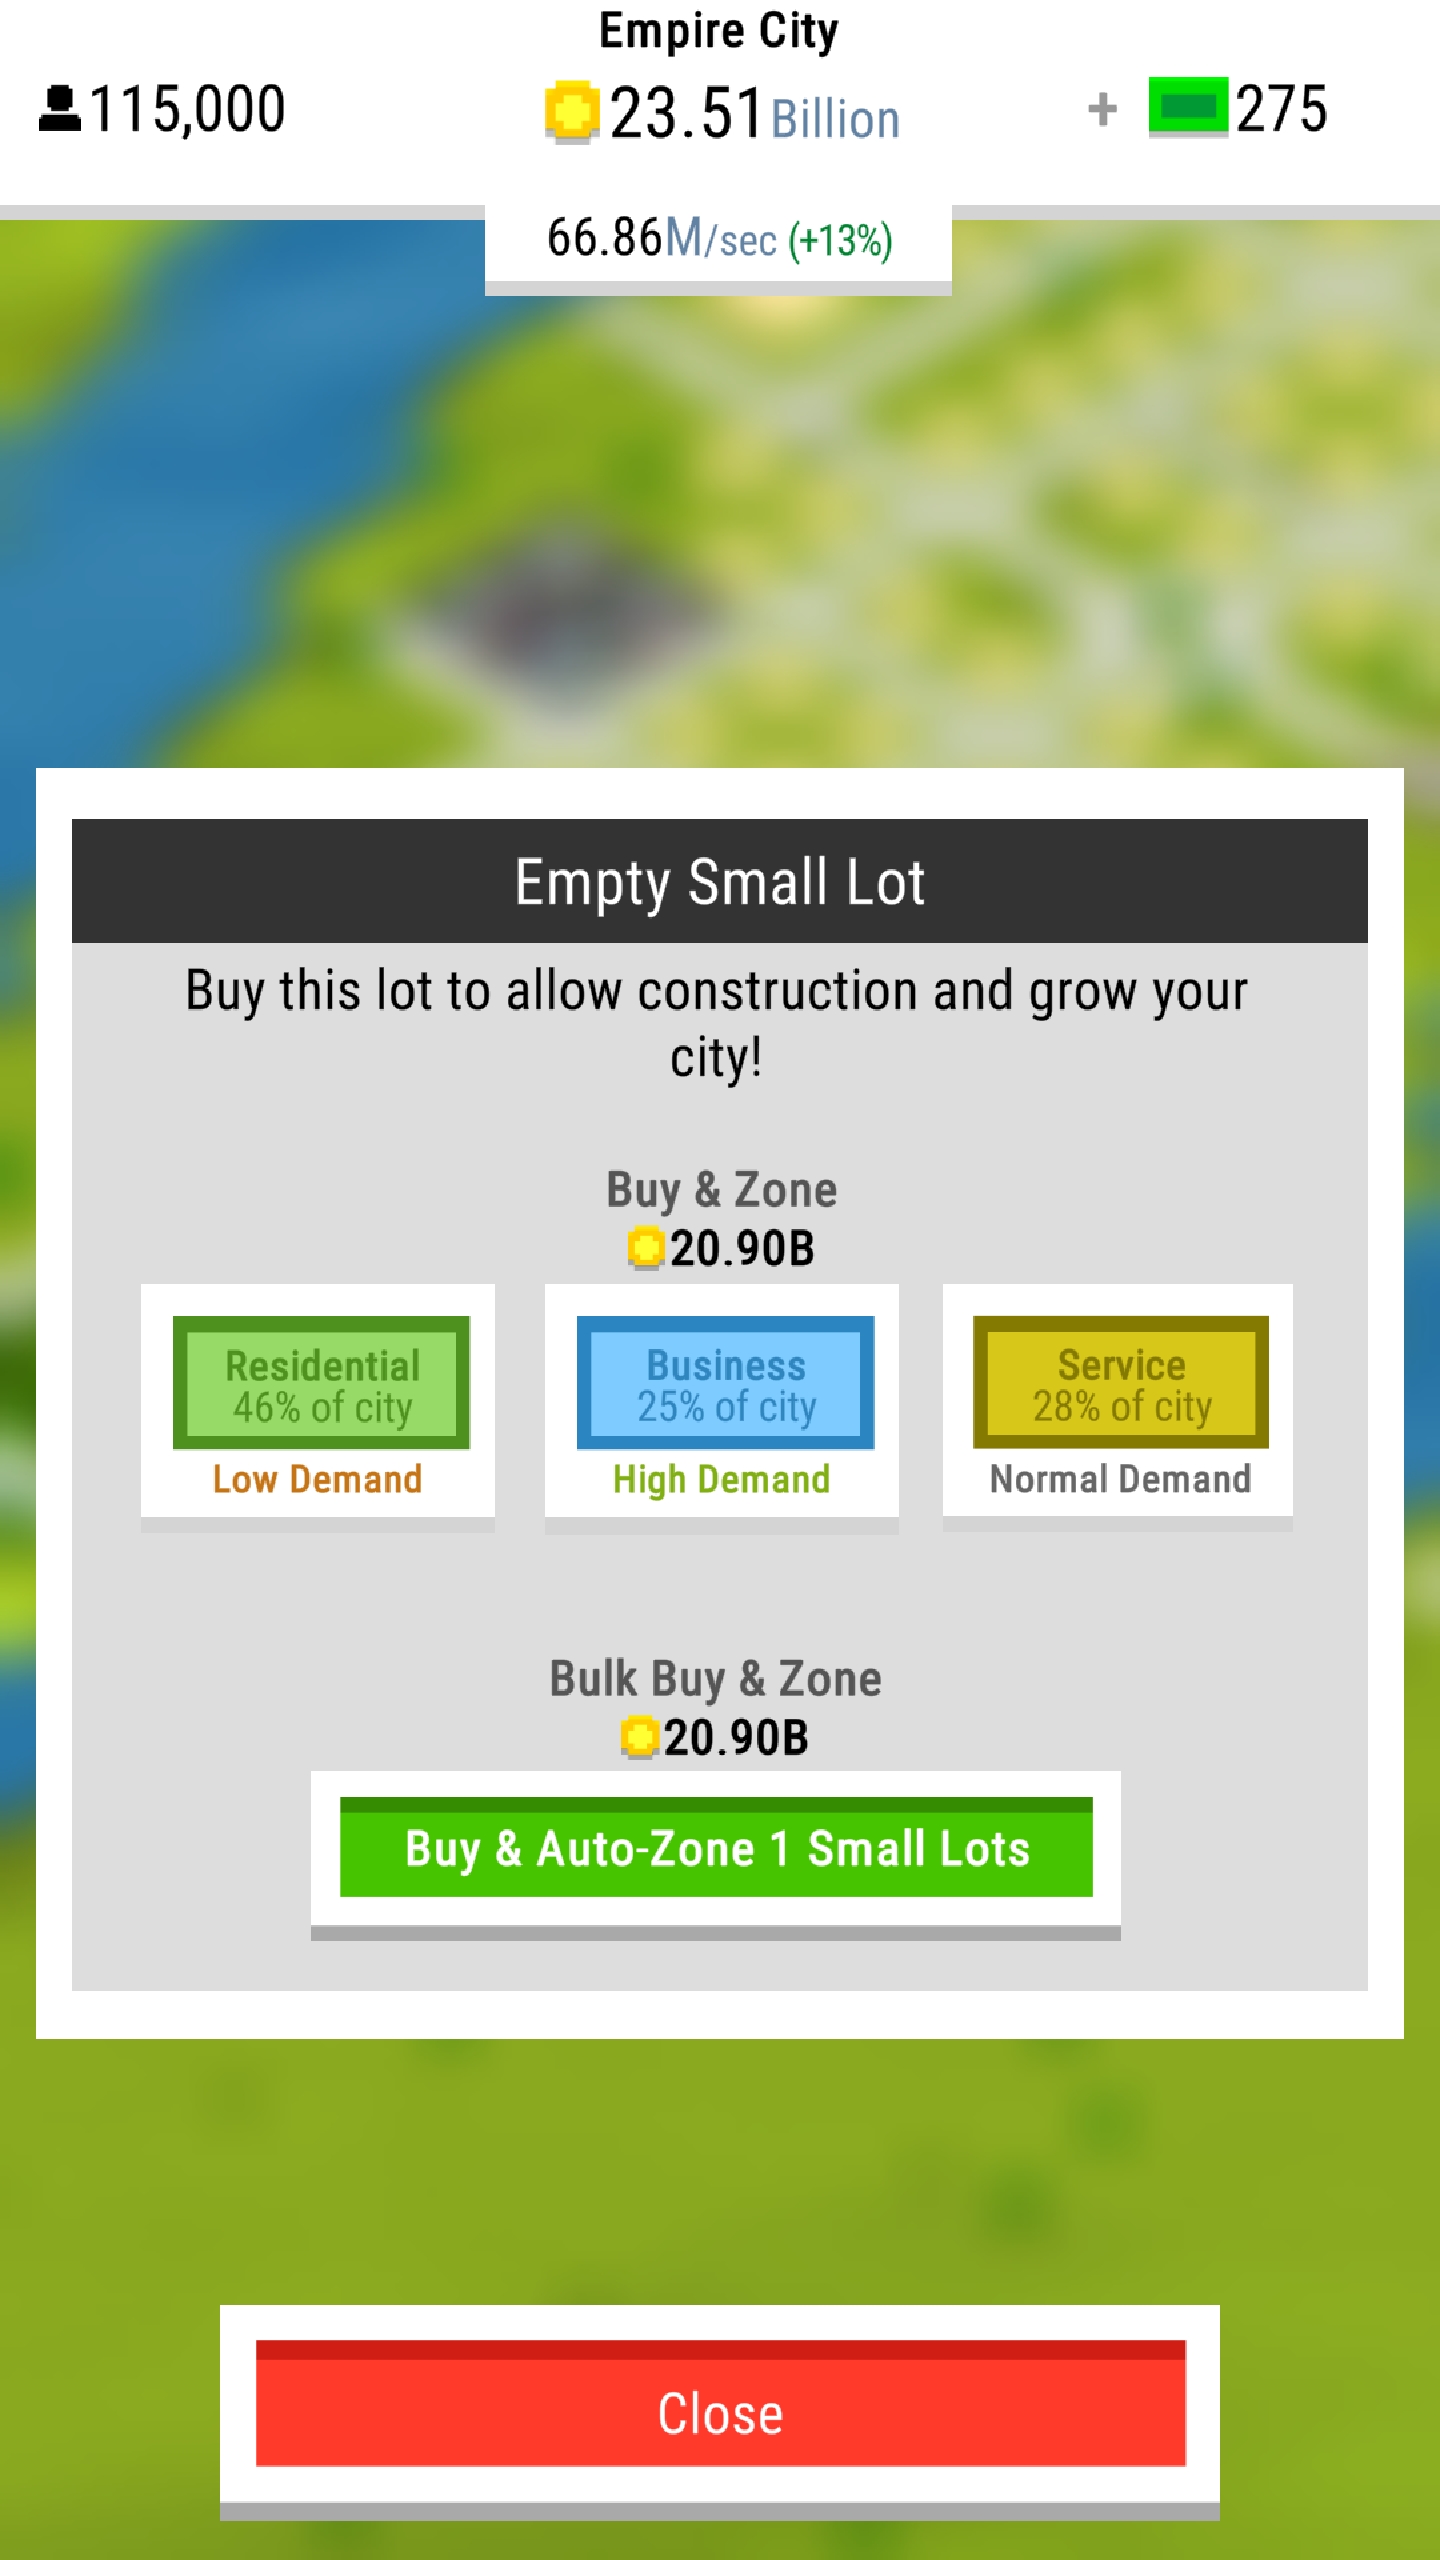 Empire City
115,000
23.51 Billion
+ 275
66.86M/sec (+13%)
Empty Small Lot
Buy this lot to allow construction and grow your
city!
Buy & Zone
20.90B
Residential
46% of city
Low Demand
Business
25% of city
High Demand
Service
28% of city
Normal Demand
Bulk Buy & Zone
20.90B
Buy & Auto-Zone 1 Small Lots
Close